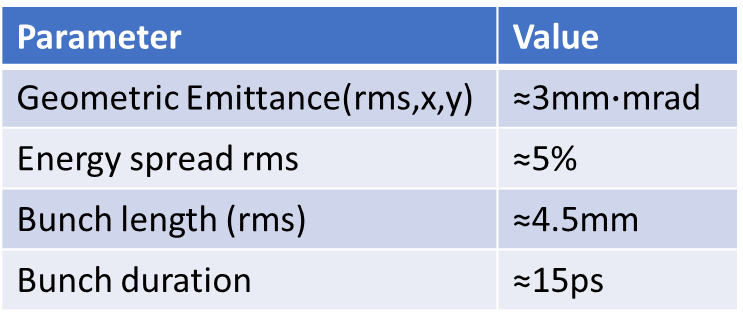 Parameter Value
Geometric Emittance(rms,x,y) ≈3mm·mrad
Energy spread rms ≈5%
Bunch length (rms) ≈4.5mm
Bunch duration ≈15ps